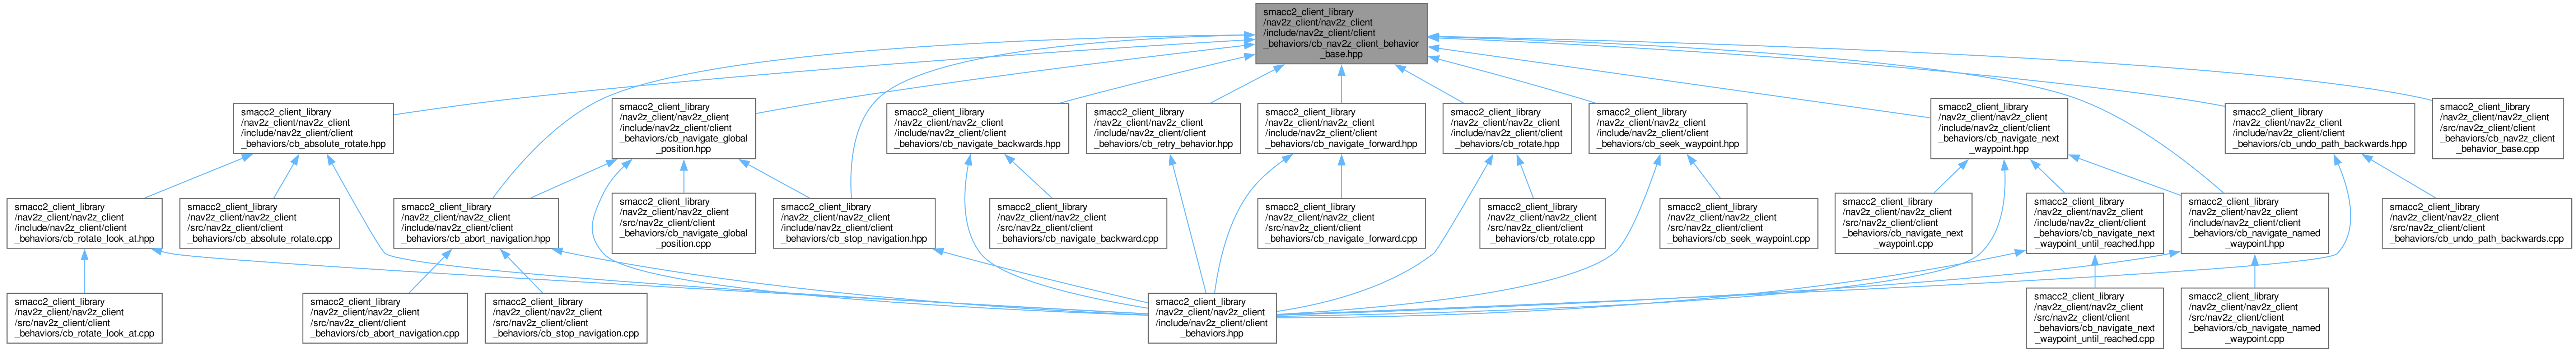 smacc2_client_library
/nav2z_client/nav2z_client
/include/nav2z_client/client
_behaviors/cb_nav2z_client_behavior
_base.hpp
smacc2_client_library
/nav2z_client/nav2z_client
/include/nav2z_client/client
_behaviors/cb_absolute_rotate.hpp
smacc2_client_library
/nav2z_client/nav2z_client
/include/nav2z_client/client
_behaviors/cb_navigate_global
_position.hpp
smacc2_client_library
/nav2z_client/nav2z_client
/include/nav2z_client/client
_behaviors/cb_navigate_backwards.hpp
smacc2_client_library
/nav2z_client/nav2z_client
/include/nav2z_client/client
_behaviors/cb_retry_behavior.hpp
smacc2_client_library
/nav2z_client/nav2z_client
/include/nav2z_client/client
_behaviors/cb_navigate_forward.hpp
smacc2_client_library
/nav2z_client/nav2z_client
/include/nav2z_client/client
_behaviors/cb_rotate.hpp
smacc2_client_library
/nav2z_client/nav2z_client
/include/nav2z_client/client
_behaviors/cb_seek_waypoint.hpp
smacc2_client_library
/nav2z_client/nav2z_client
/include/nav2z_client/client
_behaviors/cb_navigate_next
_waypoint.hpp
smacc2_client_library
/nav2z_client/nav2z_client
/include/nav2z_client/client
_behaviors/cb_undo_path_backwards.hpp
smacc2_client_library
/nav2z_client/nav2z_client
/src/nav2z_client/client
_behaviors/cb_nav2z_client
_behavior_base.cpp
smacc2_client_library
/nav2z_client/nav2z_client
/include/nav2z_client/client
_behaviors/cb_rotate_look_at.hpp
smacc2_client_library
/nav2z_client/nav2z_client
/src/nav2z_client/client
_behaviors/cb_absolute_rotate.cpp
smacc2_client_library
/nav2z_client/nav2z_client
/include/nav2z_client/client
_behaviors/cb_abort_navigation.hpp
smacc2_client_library
/nav2z_client/nav2z_client
/src/nav2z_client/client
_behaviors/cb_navigate_global
_position.cpp
smacc2_client_library
/nav2z_client/nav2z_client
/include/nav2z_client/client
_behaviors/cb_stop_navigation.hpp
smacc2_client_library
/nav2z_client/nav2z_client
/src/nav2z_client/client
_behaviors/cb_navigate_backward.cpp
smacc2_client_library
/nav2z_client/nav2z_client
/src/nav2z_client/client
_behaviors/cb_navigate_forward.cpp
smacc2_client_library
/nav2z_client/nav2z_client
/src/nav2z_client/client
_behaviors/cb_rotate.cpp
smacc2_client_library
/nav2z_client/nav2z_client
/src/nav2z_client/client
_behaviors/cb_seek_waypoint.cpp
smacc2_client_library
/nav2z_client/nav2z_client
/src/nav2z_client/client
_behaviors/cb_navigate_next
_waypoint.cpp
smacc2_client_library
/nav2z_client/nav2z_client
/include/nav2z_client/client
_behaviors/cb_navigate_next
_waypoint_until_reached.hpp
smacc2_client_library
/nav2z_client/nav2z_client
/include/nav2z_client/client
_behaviors/cb_navigate_named
_waypoint.hpp
smacc2_client_library
/nav2z_client/nav2z_client
/src/nav2z_client/client
_behaviors/cb_undo_path_backwards.cpp
smacc2_client_library
/nav2z_client/nav2z_client
/src/nav2z_client/client
_behaviors/cb_rotate_look_at.cpp
smacc2_client_library
/nav2z_client/nav2z_client
/src/nav2z_client/client
_behaviors/cb_abort_navigation.cpp
smacc2_client_library
/nav2z_client/nav2z_client
/src/nav2z_client/client
_behaviors/cb_stop_navigation.cpp
smacc2_client_library
/nav2z_client/nav2z_client
/include/nav2z_client/client
_behaviors.hpp
smacc2_client_library
/nav2z_client/nav2z_client
/src/nav2z_client/client
_behaviors/cb_navigate_next
_waypoint_until_reached.cpp
smacc2_client_library
/nav2z_client/nav2z_client
/src/nav2z_client/client
_behaviors/cb_navigate_named
_waypoint.cpp